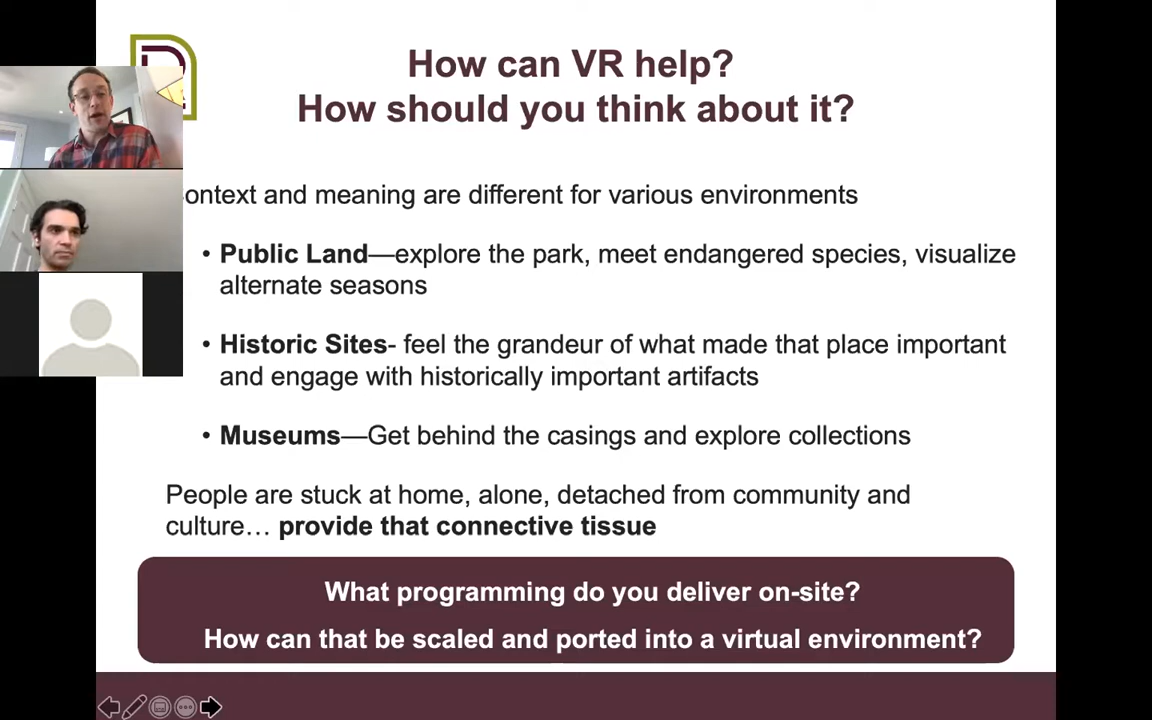 How can VR help?
How should you think about it?
ontext and meaning are different for various environments
• Public Land—explore the park, meet endangered species, visualize
alternate seasons
• Historic Sites- feel the grandeur of what made that place important
and engage with historically important artifacts
• Museums—Get behind the casings and explore collections
People are stuck at home, alone, detached from community and
culture… provide that connective tissue
What programming do you deliver on-site?
How can that be scaled and ported into a virtual environment?